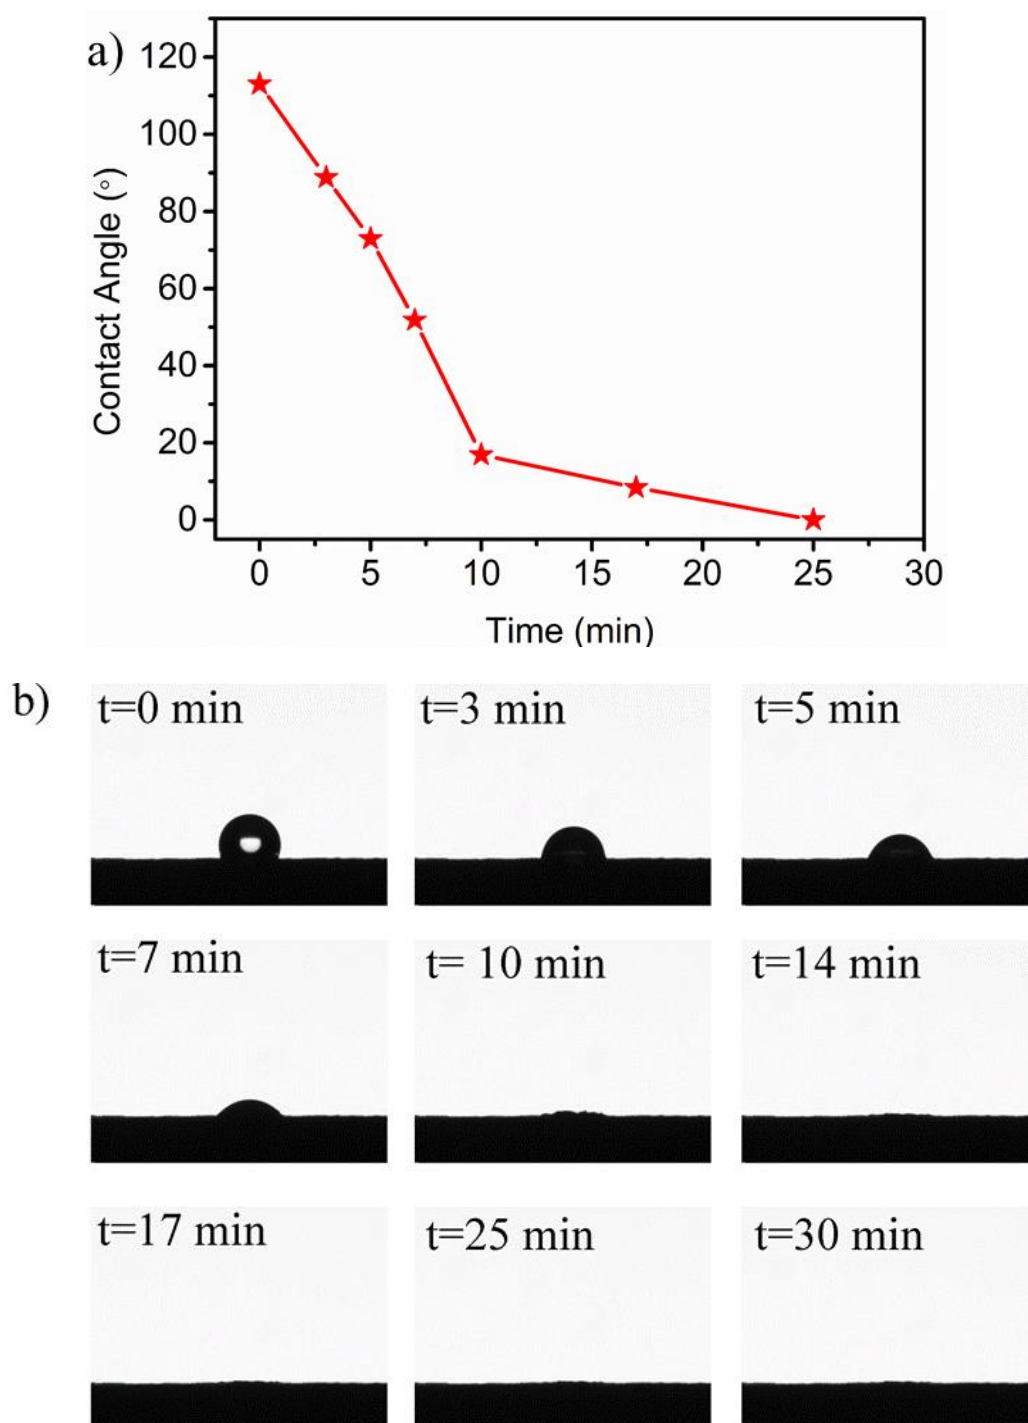 a)
120
100
80
60
40
20
0
Contact Angle (°)
0 5 10 15 20 25 30
Time (min)
b)
t=0 min
t=3 min
t=5 min
t=7 min
t= 10 min
t=14 min
t=17 min
t=25 min
t=30 min